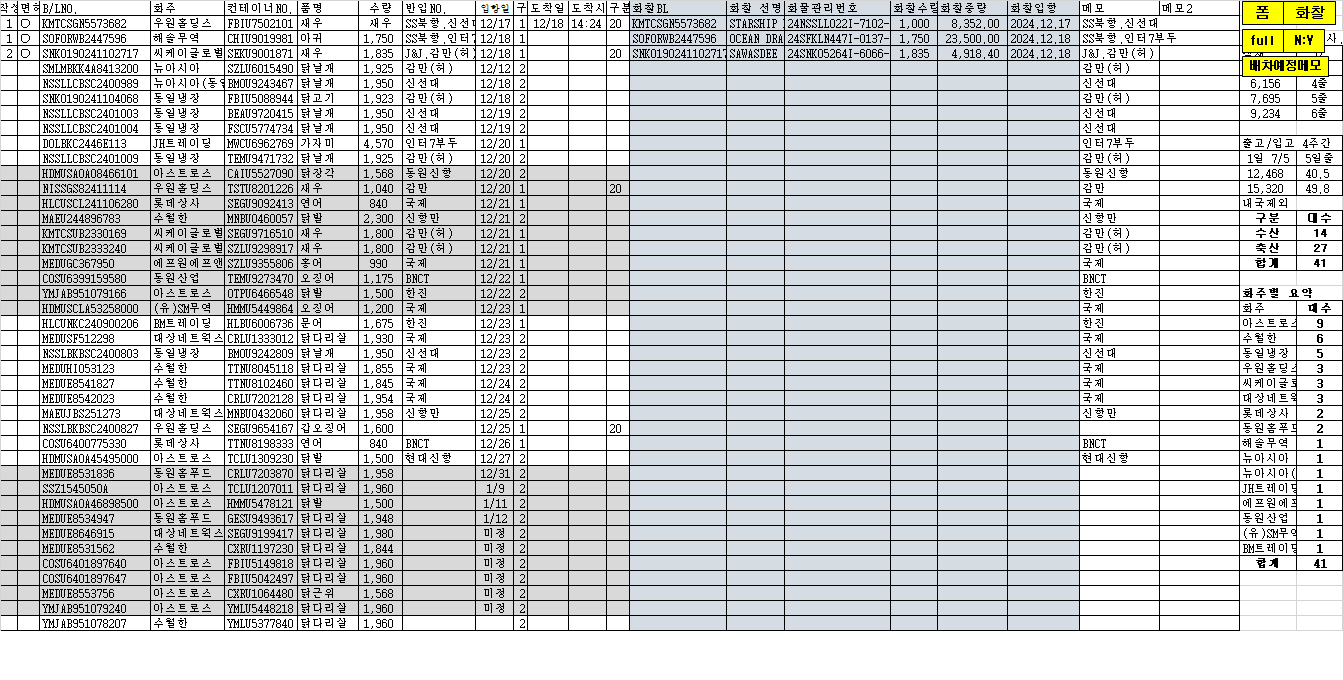 작성 면허 B/LNO. 화주 컨테이너NO. 품명 수량 반입NO. 입항일 구 도착일 도착시 구분 화찰BL 화찰 선명 화물관리번호 화찰수량 화찰중량 화찰입항 메모 메모2 폼 화찰
1 O KMTCSGN5573682 우원홀딩스 FBIU7502101 새우 새우 SS북항,신선 12/17 1 12/18 14:24 20 KMTCSGN5573682 STARSHIP 24NSSLL022I-7102- 1,000 8,352.00 2024.12.17 SS북항,신선대
1 O SOFORWB2447596 해솔무역 CHIU9019981 아귀 1,750 SS북항,인터7 12/18 1 SOFORWB2447596 OCEAN DRA 24SFKLN447I-0137- 1,750 23,500.00 2024.12.18 SS북항,인터7부두 full N:Y
2 O SNKO190241102717 씨케이글로벌 SEKU9001871 새우 1,835 J&J,감만(허) 12/18 1 20 SNKO190241102717 SAWASDEE 24SNKO5264I-6066- 1,835 4,918.40 2024.12.18 J&J,감만(허)
SMLMBKK4A8413200 뉴아시아 SZLU6015490 닭날개 1,925 감만(허) 12/12 2 감만(허) 배차예정메모
NSSLLCBSC2400989 뉴아시아(동 BMOU9243467 닭날개 1,950 신선대 12/18 2 신선대 6,156 4줄
SNKO190241104068 동일냉장 FBIU5088944 닭고기 1,923 감만(허) 12/18 2 감만(허) 7,695 5줄
NSSLLCBSC2401003 동일냉장 BEAU9720415 닭날개 1,950 신선대 12/19 2 신선대 9,234 6줄
NSSLLCBSC2401004 동일냉장 FSCU5774734 닭날개 1,950 신선대 12/19 2 신선대
DOLBKC2446E113 JH트레이딩 MWCU6962769 가자미 4,570 인터7부두 12/20 1 인터7부두 출고/입고 4주간
NSSLLCBSC2401009 동일냉장 TEMU9471732 닭날개 1,925 감만(허) 12/20 2 감만(허) 1일 7/5 5일줄
HDMUSAOA08466101 아스트로스 CAIU5527090 닭장각 1,568 동원신항 12/20 2 동원신항 12,468 40.5
NISSGS82411114 우원홀딩스 TSTU8201226 새우 1,040 감만 12/20 1 20 감만 15,320 49.8
HLCUSCL241106280 롯데상사 SEGU9092413 연어 840 국제 12/21 1 국제 내국제외
MAEU244896783 수월한 MNBU0460057 닭발 2,300 신항만 12/21 2 신항만 구분 대수
KMTCSUB2330169 씨케이글로벌 SEGU9716510 새우 1,800 감만(허) 12/21 1 감만(허) 수산 14
KMTCSUB2333240 씨케이글로벌 SZLU9298917 새우 1,800 감만(허) 12/21 1 감만(허) 축산 27
MEDUGC367950 에프원에프앤 SZLU9355806 홍어 990 국제 12/21 1 국제 합계 41
COSU6399159580 동원산업 TEMU9273470 오징어 1,175 BNCT 12/22 1 BNCT
YMJAB951079166 아스트로스 OTPU6466548 닭발 1,500 한진 12/22 2 한진 화주별 요약
HDMUSCLA53258000 (유)SM무역 HMMU5449864 오징어 1,200 국제 12/23 1 국제 화주 대수
HLCUNKC240900206 BM트레이딩 HLBU6006736 문어 1,675 한진 12/23 1 한진 아스트로스 9
MEDUSF512298 대상네트웍스 CRLU1333012 닭다리살 1,930 국제 12/23 2 국제 수월한 6
NSSLBKBSC2400803 동일냉장 BMOU9242809 닭날개 1,950 신선대 12/23 2 신선대 동일냉장 5
MEDUHI053123 수월한 TTNU8045118 닭다리살 1,855 국제 12/23 2 국제 우원홀딩스 3
MEDUE8541827 수월한 TTNU8102460 닭다리살 1,845 국제 12/24 2 국제 씨케이글로 3
MEDUE8542023 수월한 CRLU7202128 닭다리살 1,954 국제 12/24 2 국제 대상네트웍 3
MAEUJBS251273 대상네트웍스 MNBU0432060 닭다리살 1,958 신항만 12/25 2 신항만 롯데상사 2
NSSLBKBSC2400827 우원홀딩스 SEGU9654167 갑오징어 1,600 12/25 1 20 동원홈푸드 2
COSU6400775330 롯데상사 TTNU8198333 연어 840 BNCT 12/26 1 BNCT 해솔무역 1
HDMUSAOA45495000 아스트로스 TCLU1309230 닭발 1,500 현대신항 12/27 2 현대신항 뉴아시아 1
MEDUE8531836 동원홈푸드 CRLU7203870 닭다리살 1,958 12/31 2 뉴아시아( 1
SSZ1545050A 아스트로스 TCLU1207011 닭다리살 1,960 1/9 2 JH트레이딩 1
HDMUSAOA46898500 아스트로스 HMMU5478121 닭발 1,500 1/11 2 에프원에프 1
MEDUE8534947 동원홈푸드 GESU9493617 닭다리살 1,948 1/12 2 동원산업 1
MEDUE8646915 대상네트웍스 SEGU9199417 닭다리살 1,980 미정 2 (유)SM무역 1
MEDUE8531562 수월한 CXRU1197230 닭다리살 1,844 미정 2 BM트레이딩 1
COSU6401897640 아스트로스 FBIU5149818 닭다리살 1,960 미정 2 합계 41
COSU6401897647 아스트로스 FBIU5042497 닭다리살 1,960 미정 2
MEDUE8553756 아스트로스 CXRU1064480 닭근위 1,568 미정 2
YMJAB951079240 아스트로스 YMLU5448218 닭다리살 1,960 미정 2
YMJAB951078207 수월한 YMLU5377840 닭다리살 1,960 2